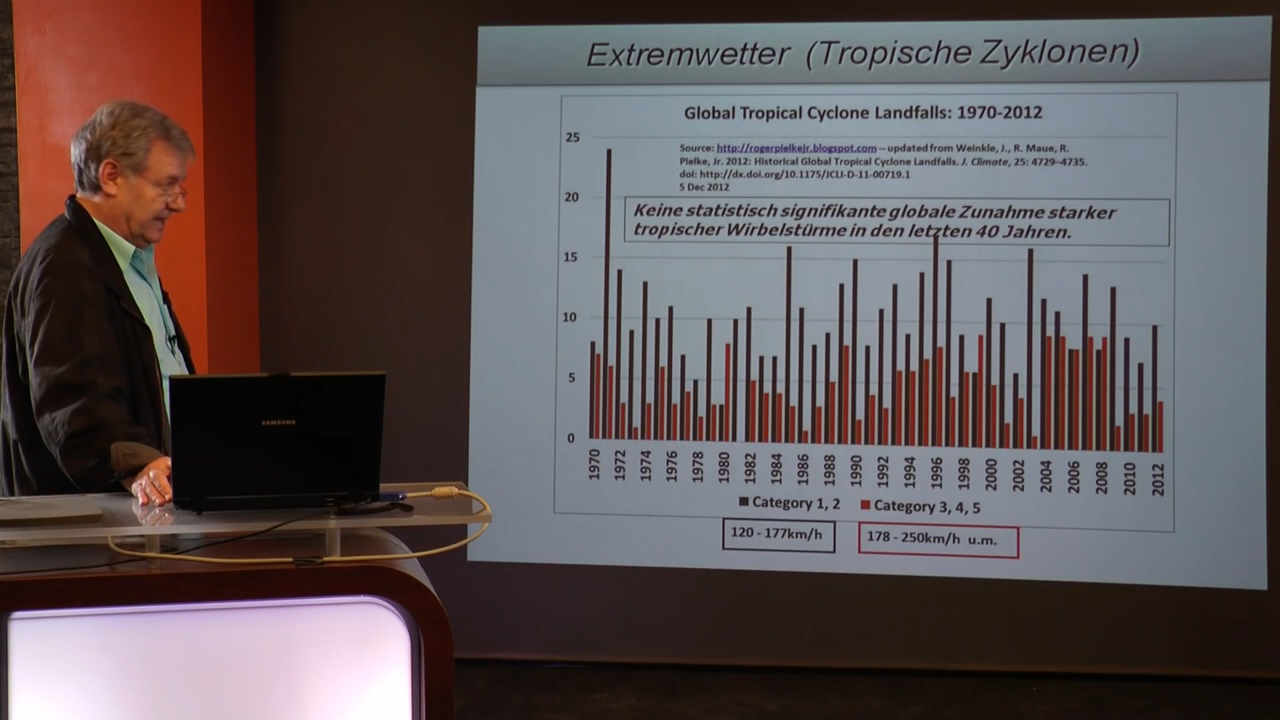 Extremwetter (Tropische Zyklonen)
Global Tropical Cyclone Landfalls: 1970-2012
25
20
15
10
5
0
Source: http://rogerpielkejr.blogspot.com -- updated from Weinkle, J., R. Maue, R.
Pielke, Jr. 2012: Historical Global Tropical Cyclone Landfalls. J. Climate, 25: 4729–4735.
doi: http://dx.doi.org/10.1175/JCLI-D-11-00719.1
5 Dec 2012
Keine statistisch signifikante globale Zunahme starker
tropischer Wirbelstürme in den letzten 40 Jahren.
1970 1972 1974 1976 1978 1980 1982 1984 1986 1988 1990 1992 1994 1996 1998 2000 2002 2004 2006 2008 2010 2012
Category 1, 2 Category 3, 4, 5
120 - 177km/h 178 - 250km/h u.m.
SAMSUNG